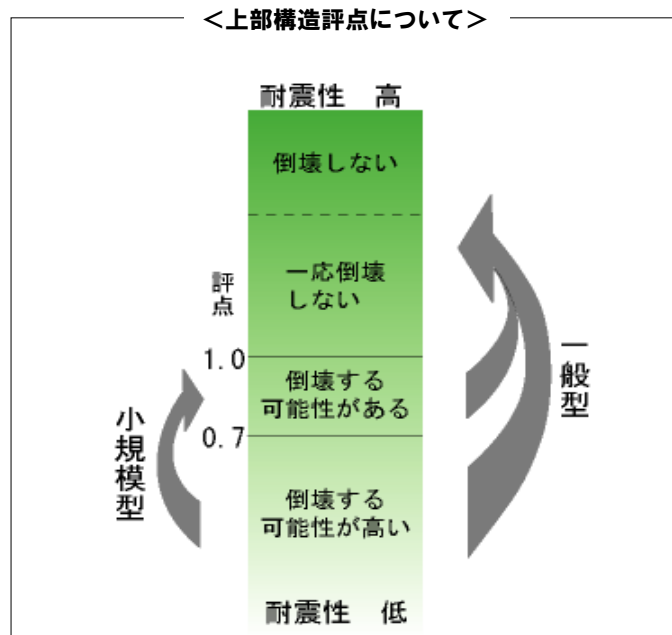 ＜上部構造評点について＞
耐震性　高
倒壊しない
一応倒壊
しない
評点
1.0
倒壊する
可能性がある
0.7
倒壊する
可能性が高い
耐震性　低
小規模型
一般型